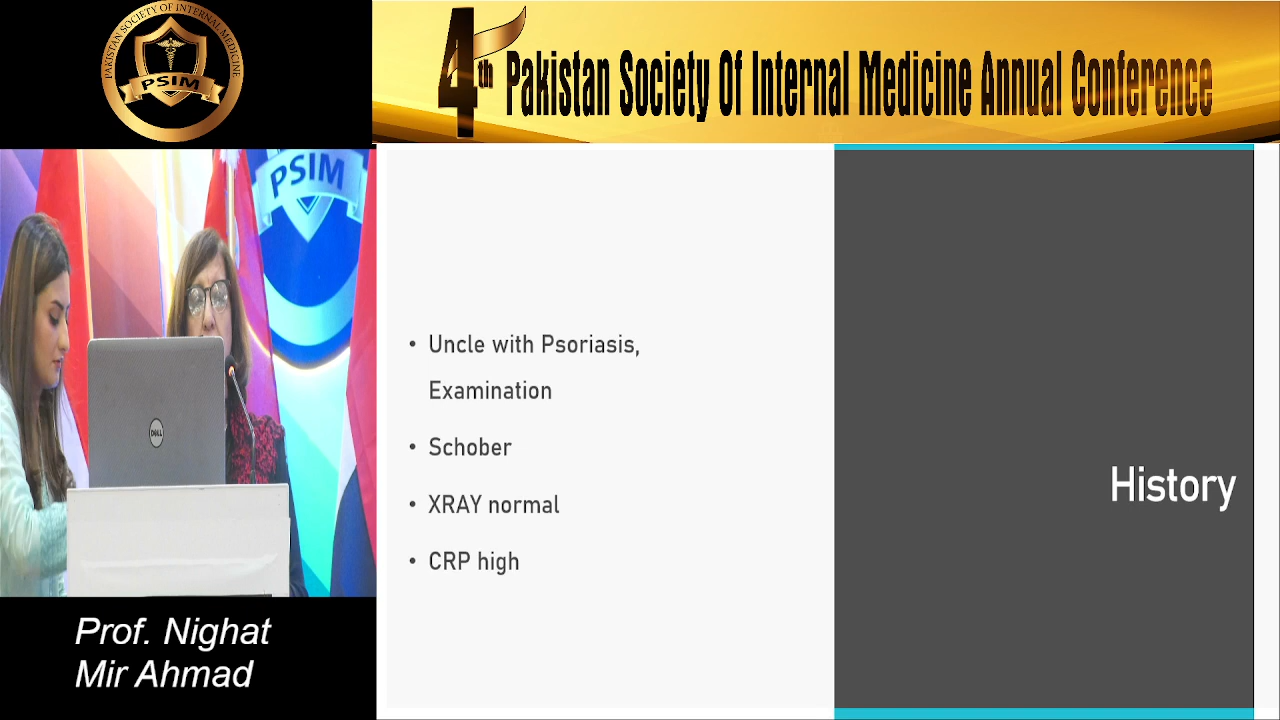 PAKISTAN SOCIETY OF INTERNAL MEDICINE
PSIM
4th Pakistan Society Of Internal Medicine Annual Conference
PSIM
DELL
• Uncle with Psoriasis,
Examination
• Schober
• XRAY normal
• CRP high
History
Prof. Nighat
Mir Ahmad